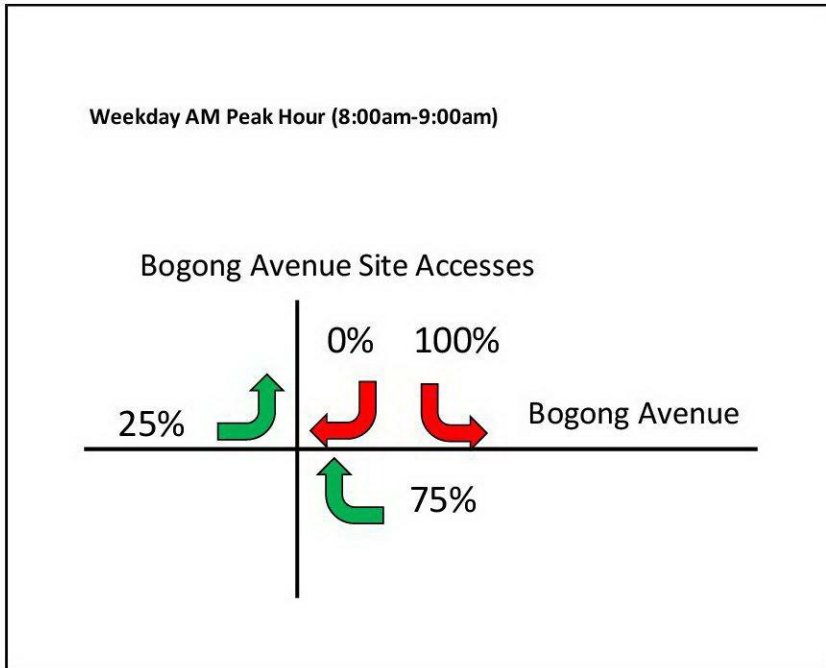 Weekday AM Peak Hour (8:00am-9:00am)
Bogong Avenue Site Accesses
0% 100%
25%
Bogong Avenue
75%